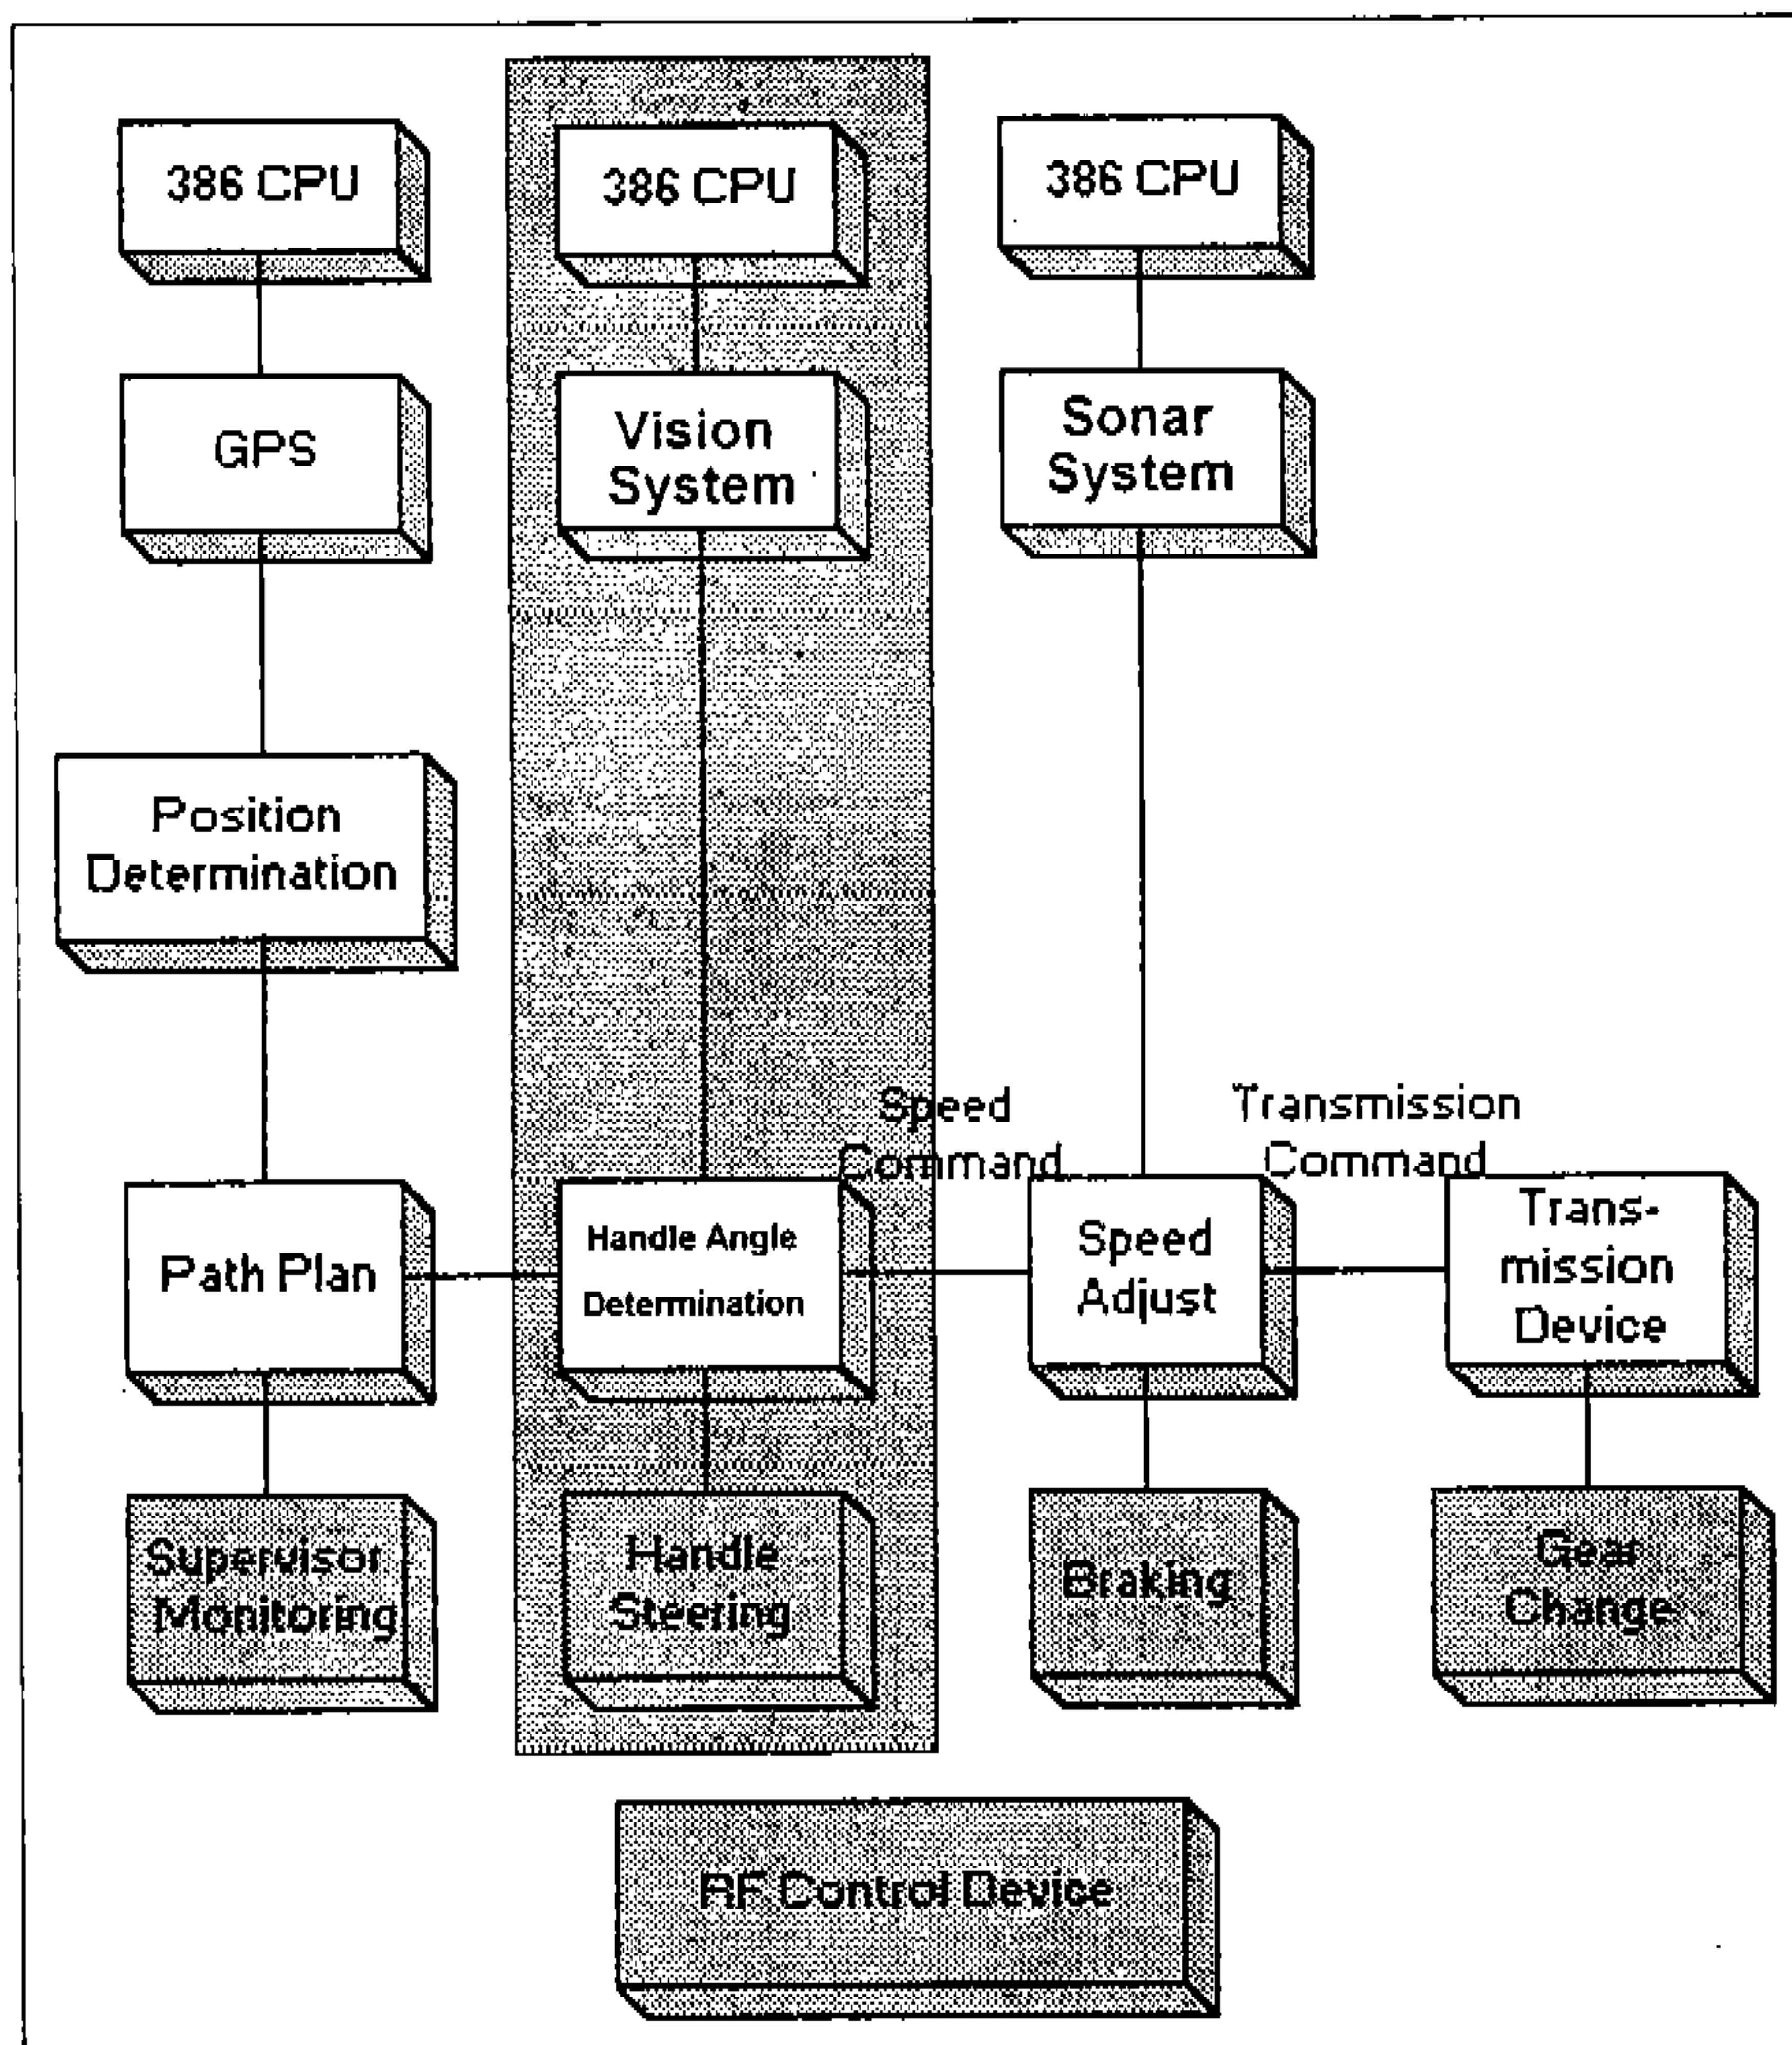 386 CPU
386 CPU
386 CPU
GPS
Vision
System
Sonar
System
Position
Determination
Speed
Command
Transmission
Command
Path Plan
Handle Angle
Determination
Speed
Adjust
Trans-
mission
Device
Supervisor
Monitoring
Handle
Steering
Braking
Gear
Change
RF Control Device